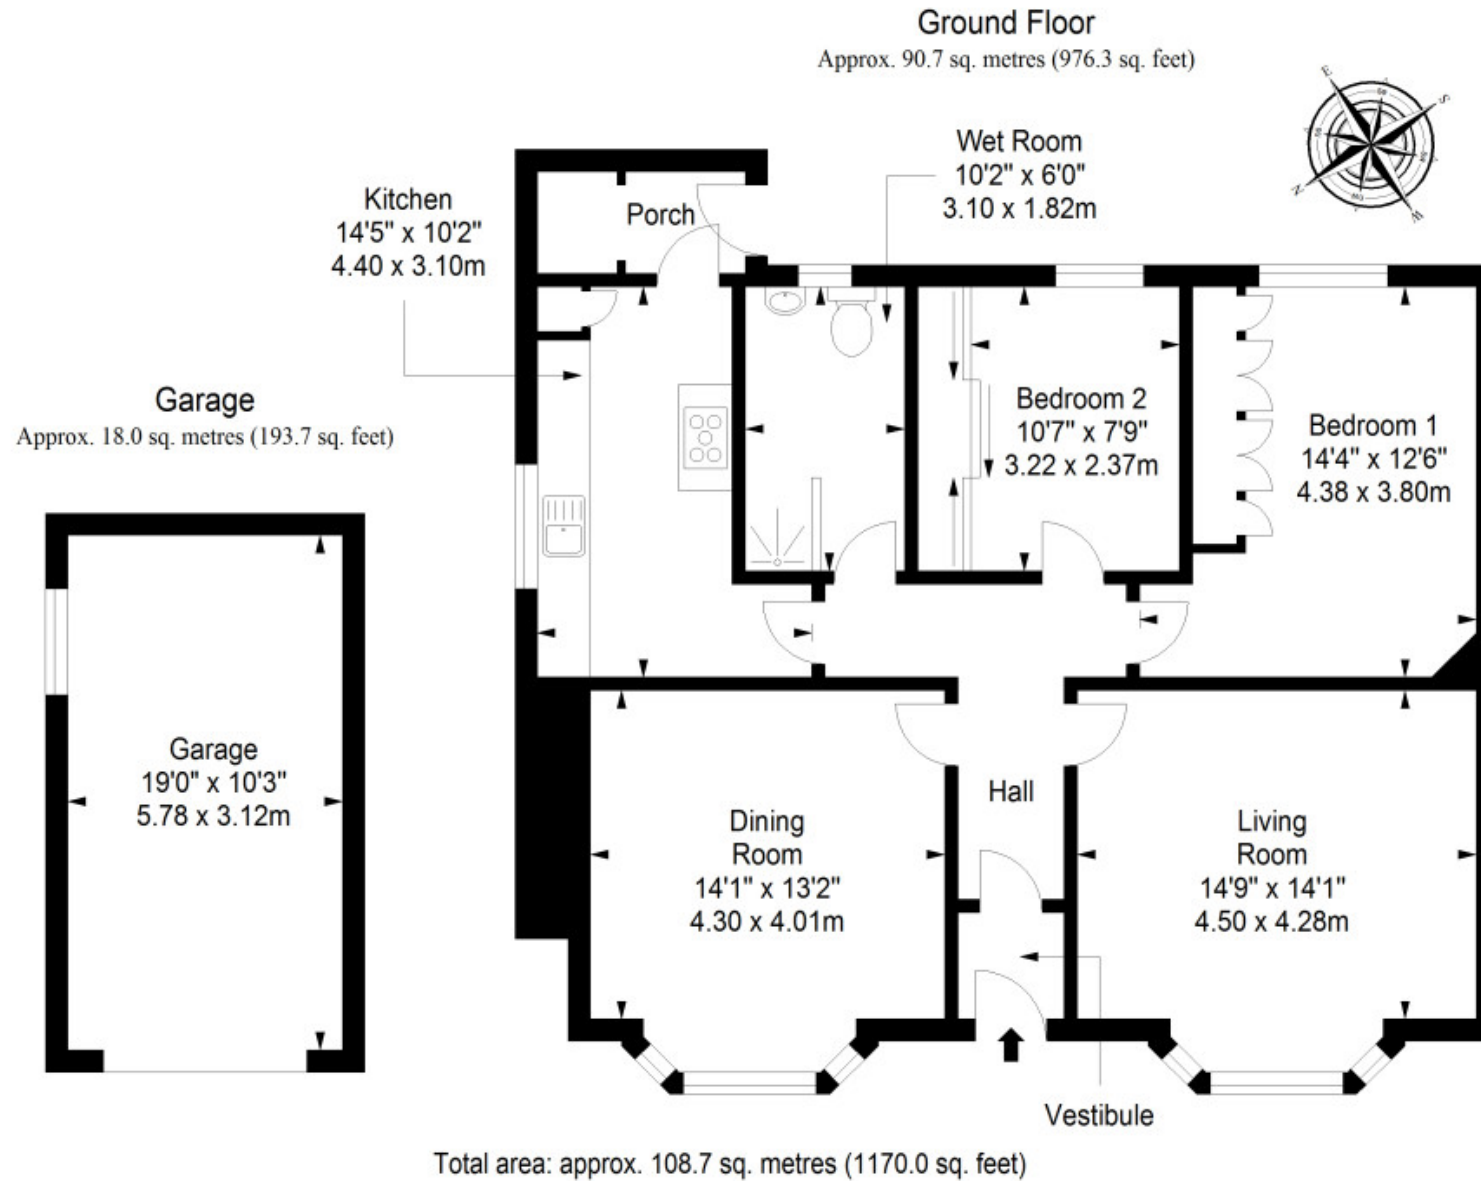 Ground Floor
Approx. 90.7 sq. metres (976.3 sq. feet)
E
S
N
W
Wet Room
10'2" x 6'0"
3.10 x 1.82m
Kitchen
14'5" x 10'2"
4.40 x 3.10m
Porch
Bedroom 2
10'7" x 7'9"
3.22 x 2.37m
Bedroom 1
14'4" x 12'6"
4.38 x 3.80m
Garage
Approx. 18.0 sq. metres (193.7 sq. feet)
Garage
19'0" x 10'3"
5.78 x 3.12m
Hall
Dining
Room
14'1" x 13'2"
4.30 x 4.01m
Living
Room
14'9" x 14'1"
4.50 x 4.28m
Vestibule
Total area: approx. 108.7 sq. metres (1170.0 sq. feet)